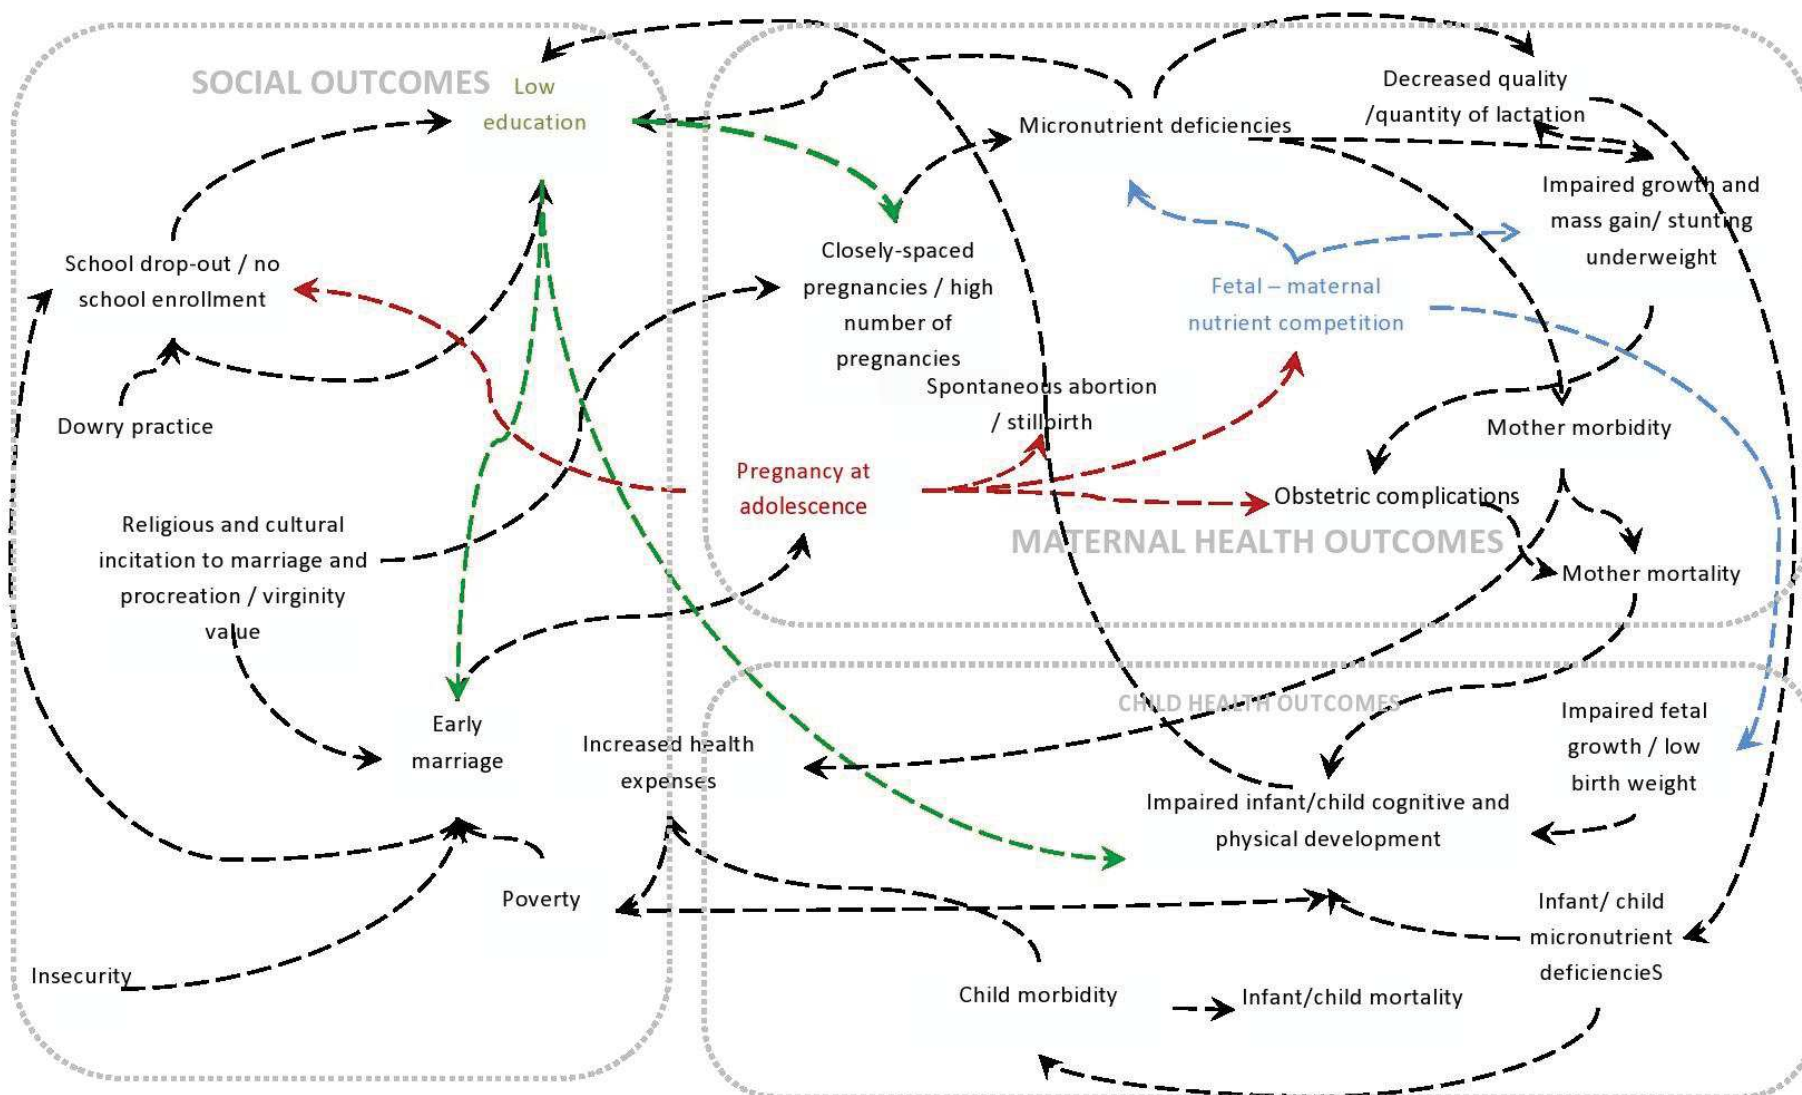 SOCIAL OUTCOMES
Low
education
School drop-out / no
school enrollment
Dowry practice
Religious and cultural
incitation to marriage and
procreation / virginity
value
Early
marriage
Increased health
expenses
Poverty
Insecurity
Micronutrient deficiencies
Decreased quality
/quantity of lactation
Impaired growth and
mass gain/ stunting
underweight
Closely-spaced
pregnancies / high
number of
pregnancies
Fetal – maternal
nutrient competition
Spontaneous abortion
/ stillbirth
Mother morbidity
Pregnancy at
adolescence
Obstetric complications
MATERNAL HEALTH OUTCOMES
Mother mortality
CHILD HEALTH OUTCOMES
Impaired fetal
growth / low
birth weight
Impaired infant/child cognitive and
physical development
Infant/ child
micronutrient
deficiencieS
Child morbidity
Infant/child mortality